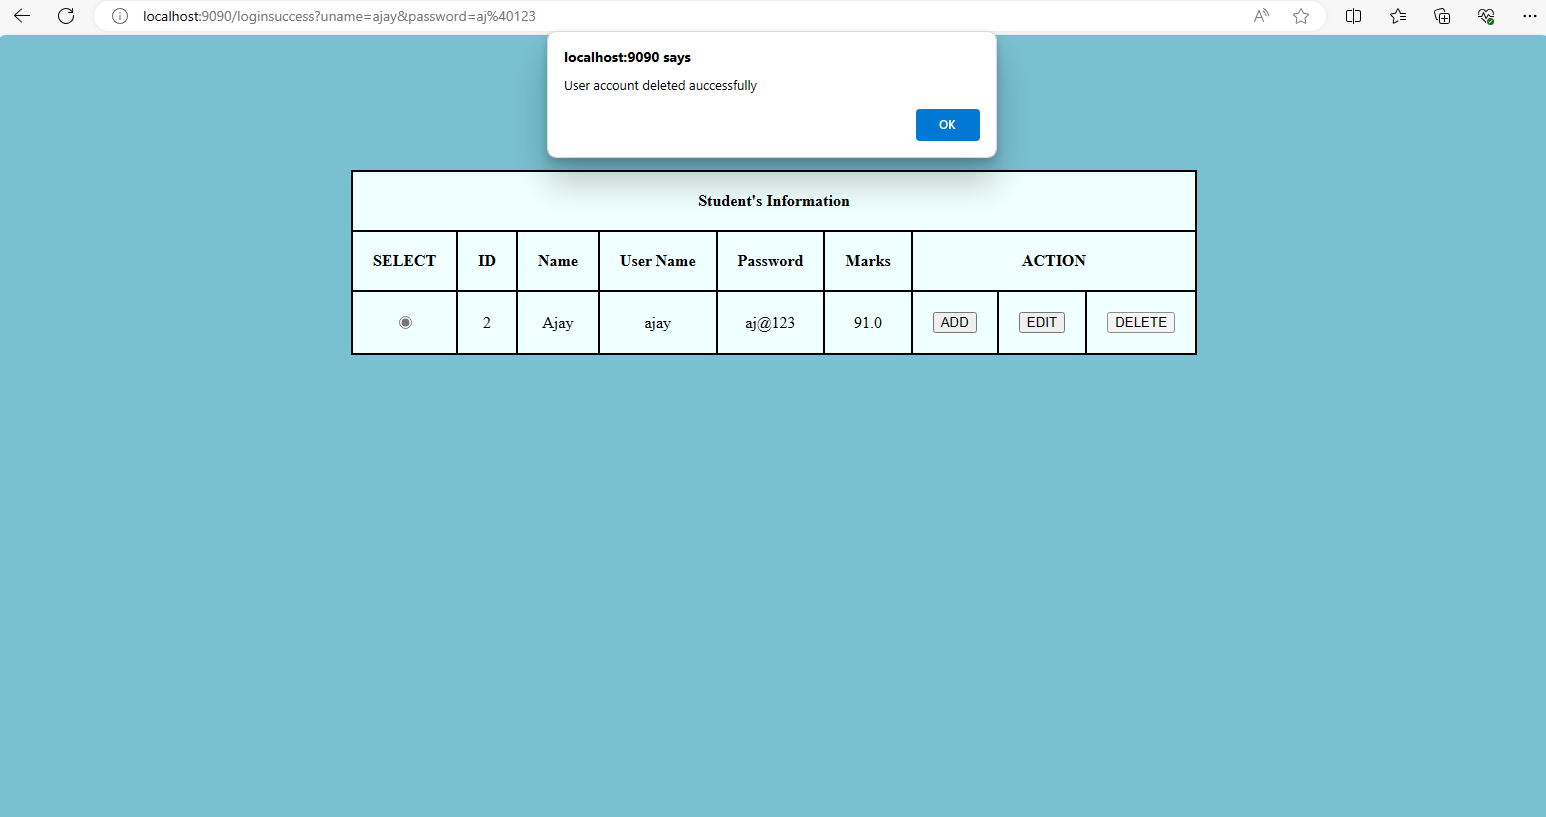 localhost:9090/loginsuccess?uname=ajay&password=aj%40123
localhost:9090 says
User account deleted auccessfully
OK
Student's Information
SELECT ID Name User Name Password Marks ACTION
2 Ajay ajay aj@123 91.0 ADD EDIT DELETE